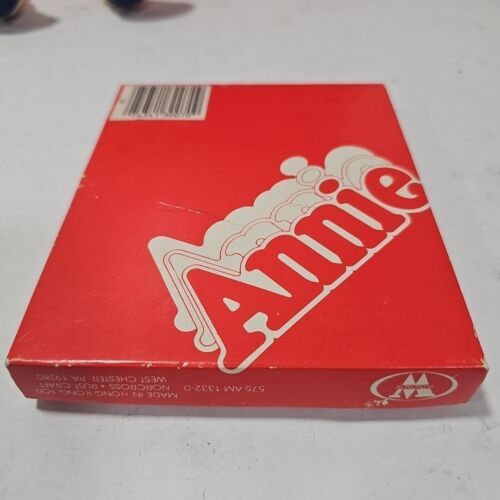 Annie
575 AM 1332-0
MADE IN HONG KONG FOR
NORCROSS • RUST CRAFT
WEST CHESTER PA 19380